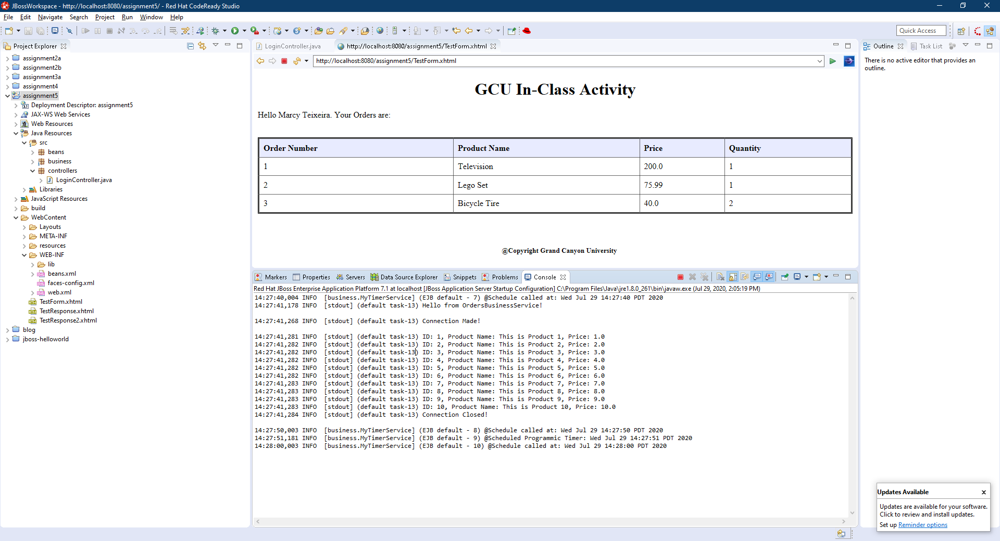 JBossWorkspace - http://localhost:8080/assignment5/ - Red Hat CodeReady Studio
File Edit Navigate Search Project Run Window Help
Quick Access
Project Explorer
assignment2a
assignment2b
assignment3a
assignment4
assignment5
Deployment Descriptor: assignment5
JAX-WS Web Services
Web Resources
Java Resources
src
beans
business
controllers
LoginController.java
Libraries
JavaScript Resources
build
WebContent
Layouts
META-INF
resources
WEB-INF
lib
beans.xml
faces-config.xml
web.xml
TestForm.xhtml
TestResponse.xhtml
TestResponse2.xhtml
blog
jboss-helloworld
LoginController.java http://localhost:8080/assignment5/TestForm.xhtml
http://localhost:8080/assignment5/TestForm.xhtml
GCU In-Class Activity
Hello Marcy Teixeira. Your Orders are:
Order Number Product Name Price Quantity
1 Television 200.0 1
2 Lego Set 75.99 1
3 Bicycle Tire 40.0 2
@Copyright Grand Canyon University
Markers Properties Servers Data Source Explorer Snippets Problems Console
Red Hat JBoss Enterprise Application Platform 7.1 at localhost [JBoss Application Server Startup Configuration] C:\Program Files\Java\jre1.8.0_261\bin\javaw.exe (Jul 29, 2020, 2:05:19 PM)
14:27:40,004 INFO [business.MyTimerService] (EJB default - 7) @Schedule called at: Wed Jul 29 14:27:40 PDT 2020
14:27:41,178 INFO [stdout] (default task-13) Hello from OrdersBusinessService!
14:27:41,268 INFO [stdout] (default task-13) Connection Made!
14:27:41,281 INFO [stdout] (default task-13) ID: 1, Product Name: This is Product 1, Price: 1.0
14:27:41,282 INFO [stdout] (default task-13) ID: 2, Product Name: This is Product 2, Price: 2.0
14:27:41,282 INFO [stdout] (default task-13) ID: 3, Product Name: This is Product 3, Price: 3.0
14:27:41,282 INFO [stdout] (default task-13) ID: 4, Product Name: This is Product 4, Price: 4.0
14:27:41,282 INFO [stdout] (default task-13) ID: 5, Product Name: This is Product 5, Price: 5.0
14:27:41,282 INFO [stdout] (default task-13) ID: 6, Product Name: This is Product 6, Price: 6.0
14:27:41,283 INFO [stdout] (default task-13) ID: 7, Product Name: This is Product 7, Price: 7.0
14:27:41,283 INFO [stdout] (default task-13) ID: 8, Product Name: This is Product 8, Price: 8.0
14:27:41,283 INFO [stdout] (default task-13) ID: 9, Product Name: This is Product 9, Price: 9.0
14:27:41,283 INFO [stdout] (default task-13) ID: 10, Product Name: This is Product 10, Price: 10.0
14:27:41,284 INFO [stdout] (default task-13) Connection Closed!
14:27:50,003 INFO [business.MyTimerService] (EJB default - 8) @Schedule called at: Wed Jul 29 14:27:50 PDT 2020
14:27:51,181 INFO [business.MyTimerService] (EJB default - 9) @Scheduled Programmic Timer: Wed Jul 29 14:27:51 PDT 2020
14:28:00,003 INFO [business.MyTimerService] (EJB default - 10) @Schedule called at: Wed Jul 29 14:28:00 PDT 2020
Outline Task List
There is no active editor that provides an
outline.
Updates Available
Updates are available for your software.
Click to review and install updates.
Set up Reminder options